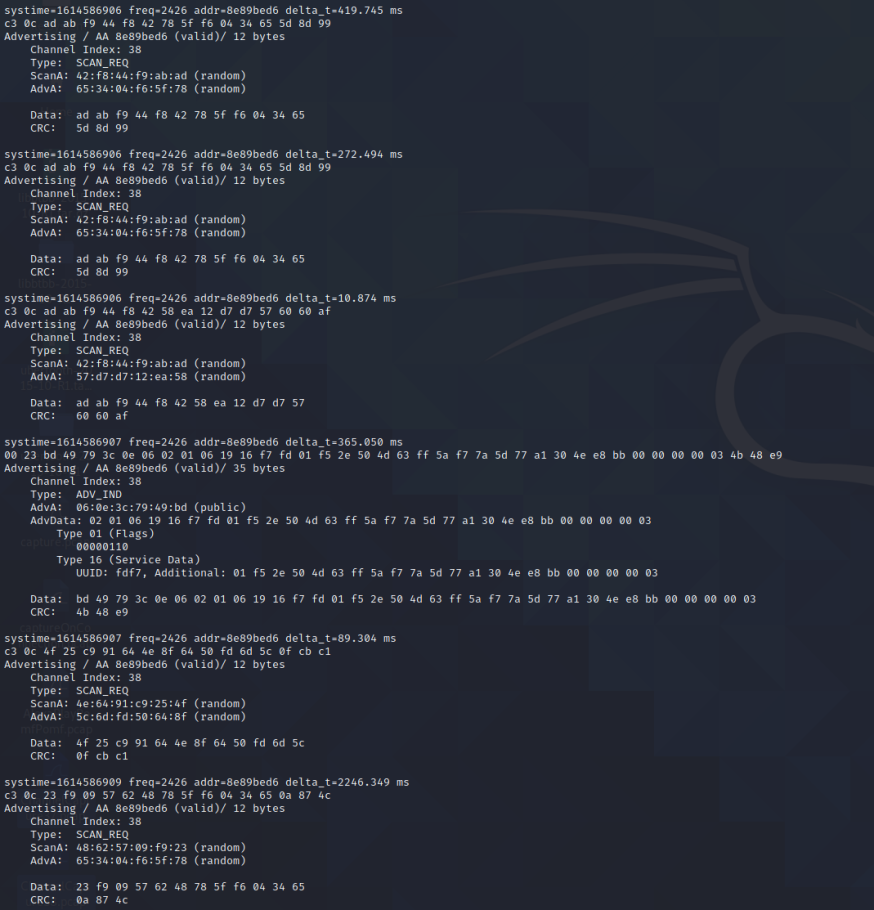 systime=1614586906 freq=2426 addr=8e89bed6 delta_t=419.745 ms
c3 0c ad ab f9 44 f8 42 78 5f f6 04 34 65 5d 8d 99
Advertising / AA 8e89bed6 (valid)/ 12 bytes
    Channel Index: 38
    Type:  SCAN_REQ
    ScanA: 42:f8:44:f9:ab:ad (random)
    AdvA:  65:34:04:f6:5f:78 (random)

    Data:  ad ab f9 44 f8 42 78 5f f6 04 34 65
    CRC:   5d 8d 99

systime=1614586906 freq=2426 addr=8e89bed6 delta_t=272.494 ms
c3 0c ad ab f9 44 f8 42 78 5f f6 04 34 65 5d 8d 99
Advertising / AA 8e89bed6 (valid)/ 12 bytes
    Channel Index: 38
    Type:  SCAN_REQ
    ScanA: 42:f8:44:f9:ab:ad (random)
    AdvA:  65:34:04:f6:5f:78 (random)

    Data:  ad ab f9 44 f8 42 78 5f f6 04 34 65
    CRC:   5d 8d 99

systime=1614586906 freq=2426 addr=8e89bed6 delta_t=10.874 ms
c3 0c ad ab f9 44 f8 42 58 ea 12 d7 d7 57 60 60 af
Advertising / AA 8e89bed6 (valid)/ 12 bytes
    Channel Index: 38
    Type:  SCAN_REQ
    ScanA: 42:f8:44:f9:ab:ad (random)
    AdvA:  57:d7:d7:12:ea:58 (random)

    Data:  ad ab f9 44 f8 42 58 ea 12 d7 d7 57
    CRC:   60 60 af

systime=1614586907 freq=2426 addr=8e89bed6 delta_t=365.050 ms
00 23 bd 49 79 3c 0e 06 02 01 06 19 16 f7 fd 01 f5 2e 50 4d 63 ff 5a f7 7a 5d 77 a1 30 4e e8 bb 00 00 00 00 03 4b 48 e9
Advertising / AA 8e89bed6 (valid)/ 35 bytes
    Channel Index: 38
    Type:  ADV_IND
    AdvA:  06:0e:3c:79:49:bd (public)
    AdvData: 02 01 06 19 16 f7 fd 01 f5 2e 50 4d 63 ff 5a f7 7a 5d 77 a1 30 4e e8 bb 00 00 00 00 03
        Type 01 (Flags)
           00000110
        Type 16 (Service Data)
           UUID: fdf7, Additional: 01 f5 2e 50 4d 63 ff 5a f7 7a 5d 77 a1 30 4e e8 bb 00 00 00 00 03

    Data:  bd 49 79 3c 0e 06 02 01 06 19 16 f7 fd 01 f5 2e 50 4d 63 ff 5a f7 7a 5d 77 a1 30 4e e8 bb 00 00 00 00 03
    CRC:   4b 48 e9

systime=1614586907 freq=2426 addr=8e89bed6 delta_t=89.304 ms
c3 0c 4f 25 c9 91 64 4e 8f 64 50 fd 6d 5c 0f cb c1
Advertising / AA 8e89bed6 (valid)/ 12 bytes
    Channel Index: 38
    Type:  SCAN_REQ
    ScanA: 4e:64:91:c9:25:4f (random)
    AdvA:  5c:6d:fd:50:64:8f (random)

    Data:  4f 25 c9 91 64 4e 8f 64 50 fd 6d 5c
    CRC:   0f cb c1

systime=1614586909 freq=2426 addr=8e89bed6 delta_t=2246.349 ms
c3 0c 23 f9 09 57 62 48 78 5f f6 04 34 65 0a 87 4c
Advertising / AA 8e89bed6 (valid)/ 12 bytes
    Channel Index: 38
    Type:  SCAN_REQ
    ScanA: 48:62:57:09:f9:23 (random)
    AdvA:  65:34:04:f6:5f:78 (random)

    Data:  23 f9 09 57 62 48 78 5f f6 04 34 65
    CRC:   0a 87 4c